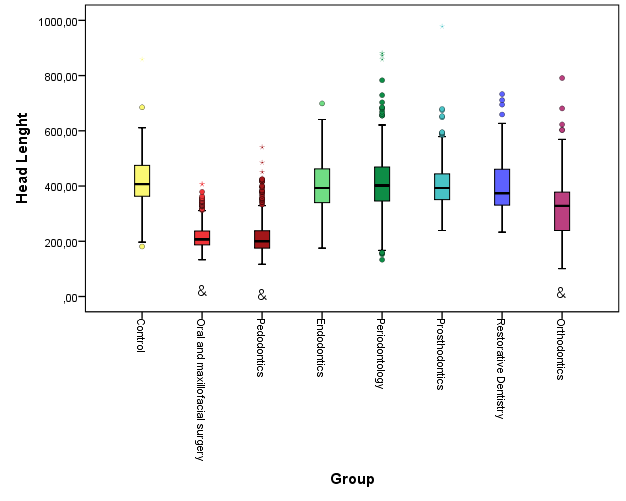 1000,00
800,00
600,00
400,00
200,00
,00
Head Lenght
&
&
&
Control
Oral and maxillofacial surgery
Pedodontics
Endodontics
Periodontology
Prosthodontics
Restorative Dentistry
Orthodontics
Group